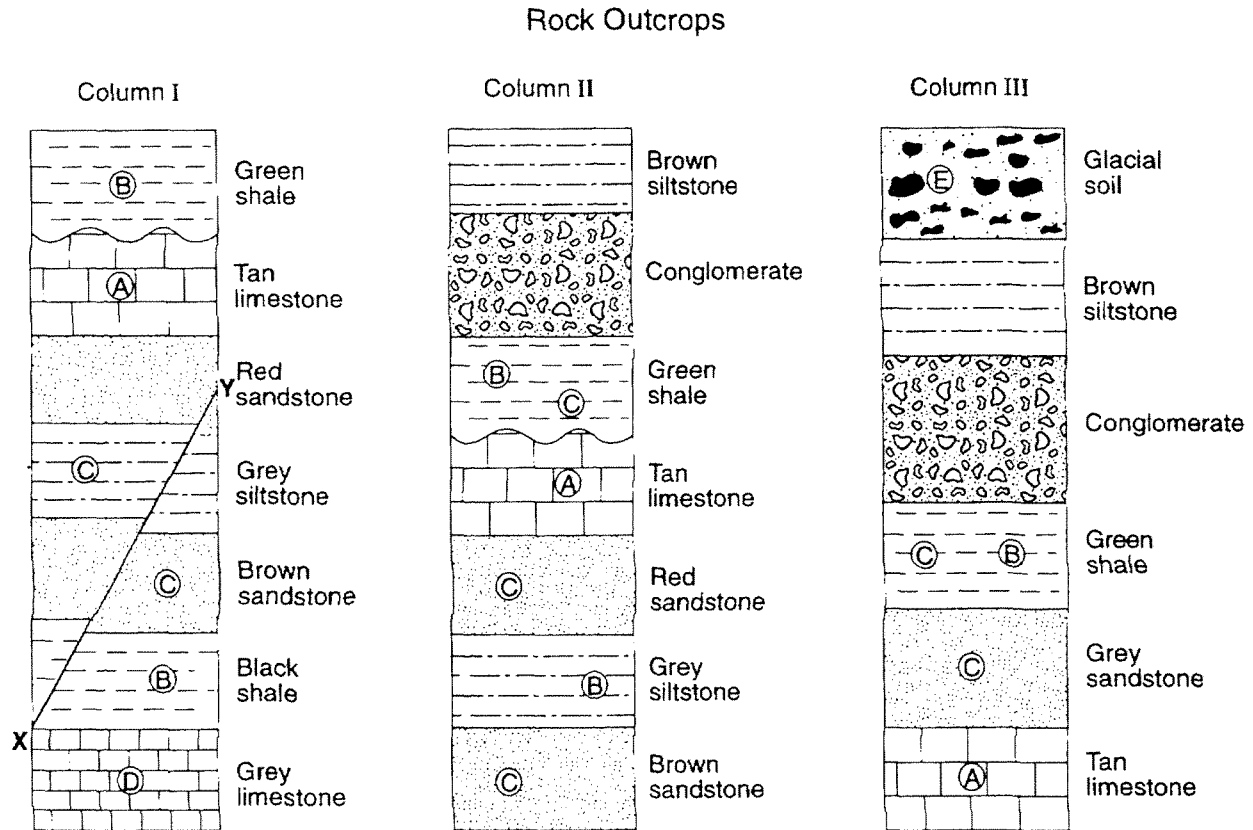 Rock Outcrops
Column I
Green
shale
B
Tan
limestone
A
Red
sandstone
Y
Grey
siltstone
C
Brown
sandstone
C
Black
shale
B
X
Grey
limestone
D
Column II
Brown
siltstone
Conglomerate
Green
shale
B
C
Tan
limestone
A
Red
sandstone
C
Grey
siltstone
B
Brown
sandstone
C
Column III
Glacial
soil
E
Brown
siltstone
Conglomerate
Green
shale
C B
Grey
sandstone
C
Tan
limestone
A